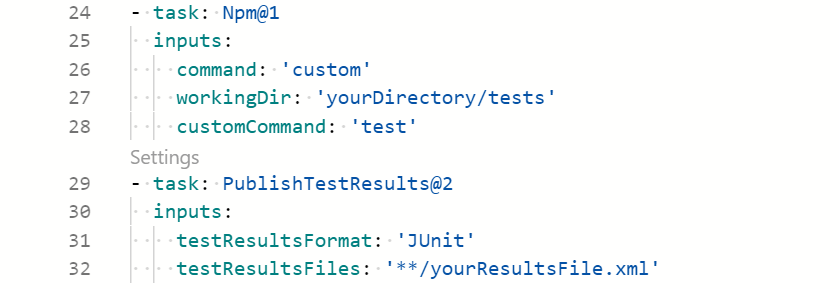 24 - task: Npm@1
25 inputs:
26 command: 'custom'
27 workingDir: 'yourDirectory/tests'
28 customCommand: 'test'
Settings
29 - task: PublishTestResults@2
30 inputs:
31 testResultsFormat: 'JUnit'
32 testResultsFiles: '**/yourResultsFile.xml'